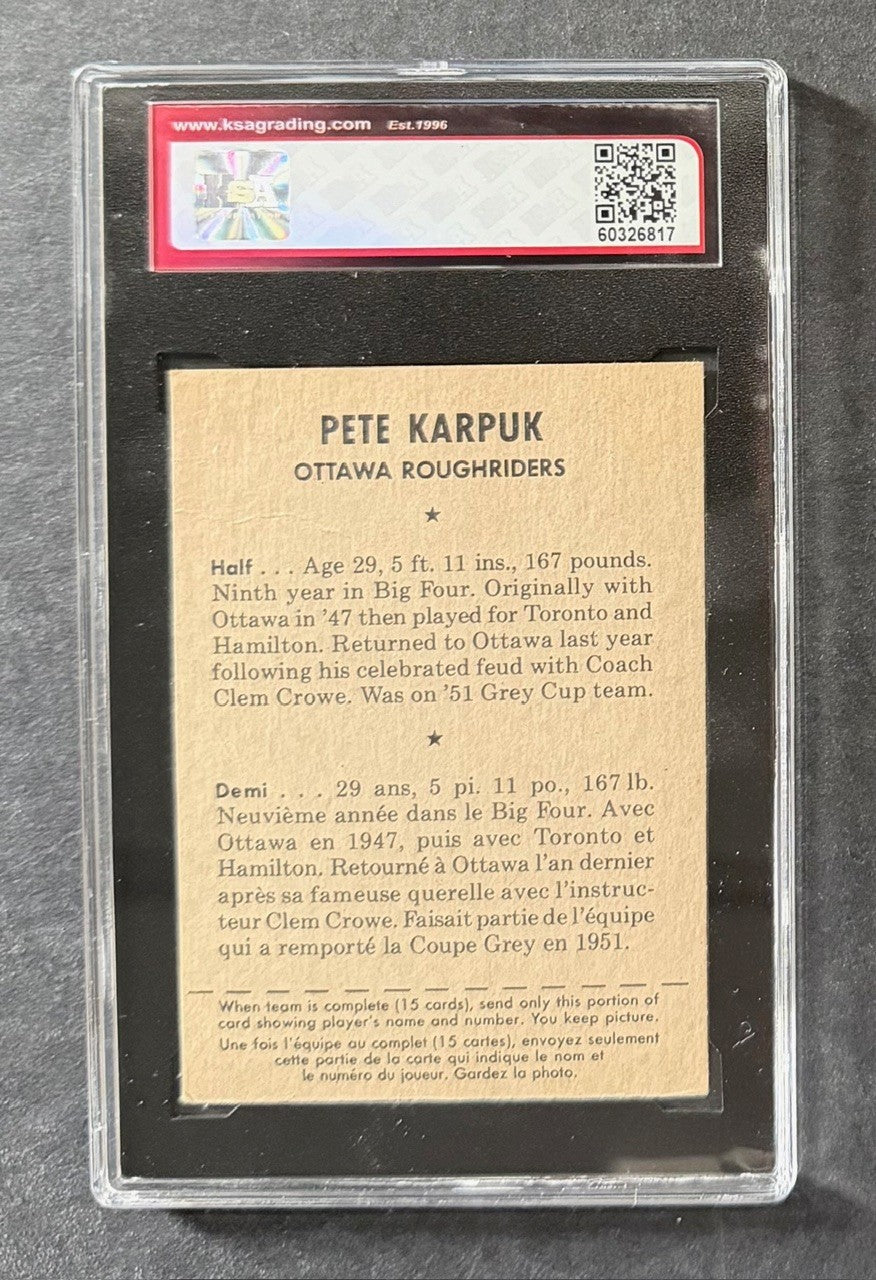 www.ksagrading.com Est.1996
KSA
60326817
PETE KARPUK
OTTAWA ROUGHRIDERS
★
Half . . . Age 29, 5 ft. 11 ins., 167 pounds.
Ninth year in Big Four. Originally with
Ottawa in '47 then played for Toronto and
Hamilton. Returned to Ottawa last year
following his celebrated feud with Coach
Clem Crowe. Was on '51 Grey Cup team.
★
Demi . . . 29 ans, 5 pi. 11 po., 167 lb.
Neuvième année dans le Big Four. Avec
Ottawa en 1947, puis avec Toronto et
Hamilton. Retourné à Ottawa l'an dernier
après sa fameuse querelle avec l'instruc-
teur Clem Crowe. Faisait partie de l'équipe
qui a remporté la Coupe Grey en 1951.
When team is complete (15 cards), send only this portion of
card showing player's name and number. You keep picture.
Une fois l'équipe au complet (15 cartes), envoyez seulement
cette partie de la carte qui indique le nom et
le numéro du joueur. Gardez la photo.